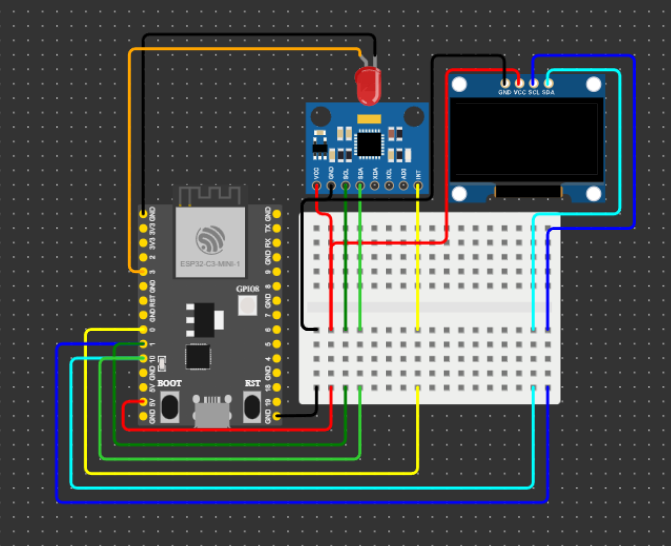 GND VCC SCL SDA
VCC
GND
SCL
SDA
XDA
XCL
AD0
INT
GND
3V3
3V3
2
3
GND
RST
GND
0
1
10
GND
5V
5V
GND
ESP32-C3-MINI-1
GPIO8
BOOT
RST
GND
TX
RX
GND
9
8
GND
7
6
5
4
GND
18
19
GND